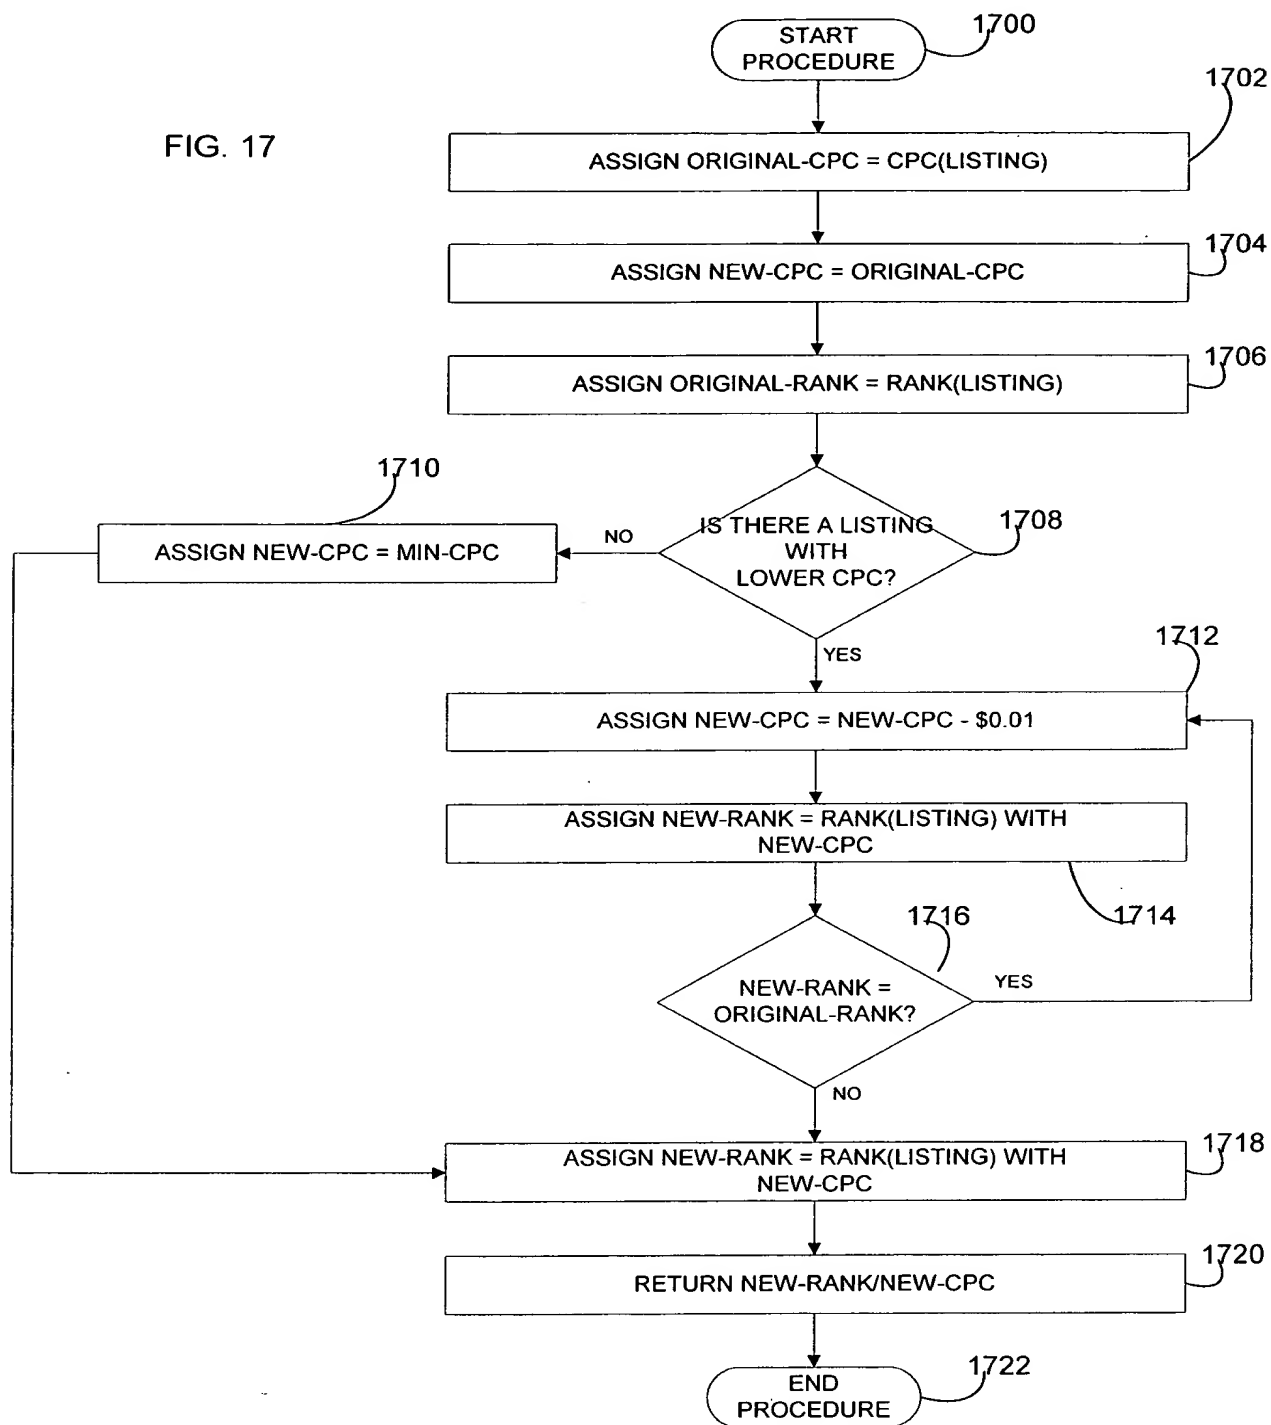 START
PROCEDURE
1700
1702
FIG. 17
ASSIGN ORIGINAL-CPC = CPC(LISTING)
1704
ASSIGN NEW-CPC = ORIGINAL-CPC
1706
ASSIGN ORIGINAL-RANK = RANK(LISTING)
1710
ASSIGN NEW-CPC = MIN-CPC
NO
IS THERE A LISTING
WITH
LOWER CPC?
1708
YES
1712
ASSIGN NEW-CPC = NEW-CPC - $0.01
ASSIGN NEW-RANK = RANK(LISTING) WITH
NEW-CPC
1714
1716
NEW-RANK =
ORIGINAL-RANK?
YES
NO
ASSIGN NEW-RANK = RANK(LISTING) WITH
NEW-CPC
1718
RETURN NEW-RANK/NEW-CPC
1720
END
PROCEDURE
1722